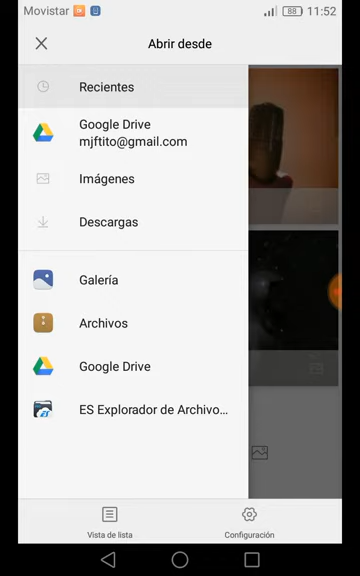 Movistar 88 11:52
Abrir desde
Recientes
Google Drive
mjftito@gmail.com
Imágenes
Descargas
Galería
Archivos
Google Drive
ES Explorador de Archivo...
Vista de lista Configuración